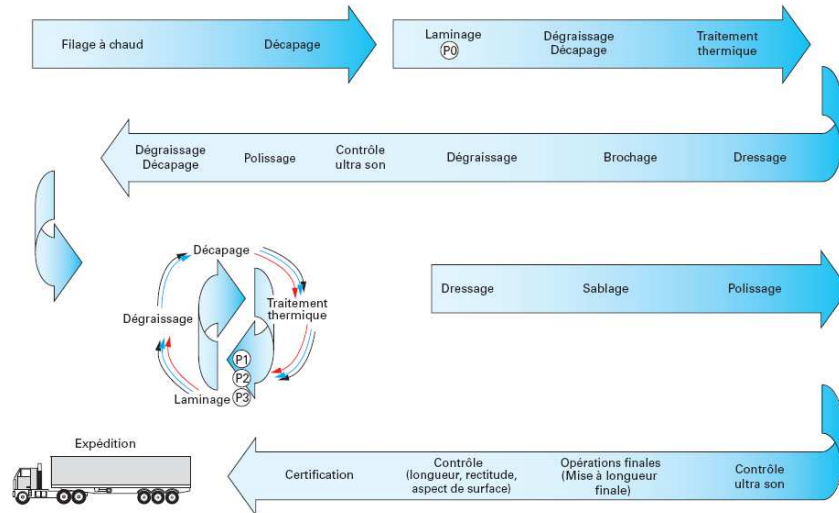 Filage à chaud
Décapage
Laminage
P0
Dégraissage
Décapage
Traitement
thermique
Dégraissage
Décapage
Polissage
Contrôle
ultra son
Dégraissage
Brochage
Dressage
Décapage
Traitement
thermique
Dégraissage
P1
P2
Laminage P3
Dressage
Sablage
Polissage
Expédition
Certification
Contrôle
(longueur, rectitude,
aspect de surface)
Opérations finales
(Mise à longueur
finale)
Contrôle
ultra son